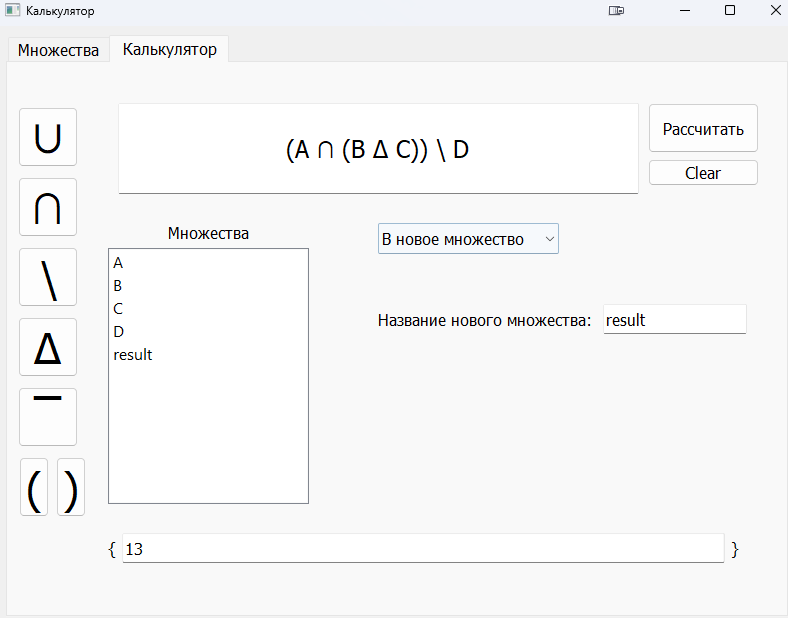 Калькулятор
Множества Калькулятор
∪
(A ∩ (B Δ C)) \ D
Рассчитать
Clear
∩
\
Δ
‾
( )
Множества
A
B
C
D
result
В новое множество
Название нового множества: result
{ 13 }